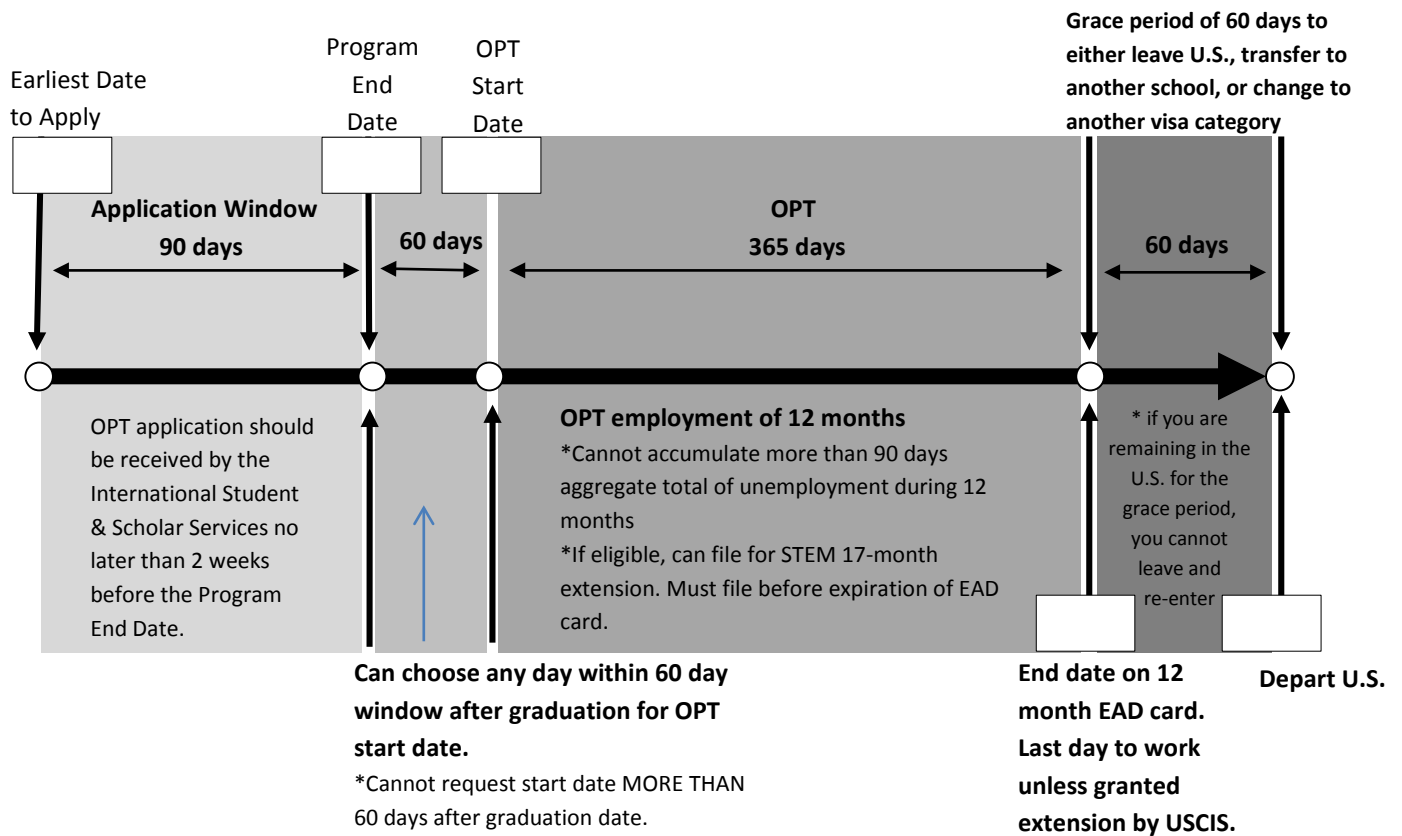 Earliest Date
to Apply
Program
End
Date
OPT
Start
Date
Grace period of 60 days to
either leave U.S., transfer to
another school, or change to
another visa category
Application Window
90 days
60 days
OPT
365 days
60 days
OPT application should
be received by the
International Student
& Scholar Services no
later than 2 weeks
before the Program
End Date.
OPT employment of 12 months
*Cannot accumulate more than 90 days
aggregate total of unemployment during 12
months
*If eligible, can file for STEM 17-month
extension. Must file before expiration of EAD
card.
* if you are
remaining in the
U.S. for the
grace period,
you cannot
leave and
re-enter
Can choose any day within 60 day
window after graduation for OPT
start date.
*Cannot request start date MORE THAN
60 days after graduation date.
End date on 12
month EAD card.
Last day to work
unless granted
extension by USCIS.
Depart U.S.